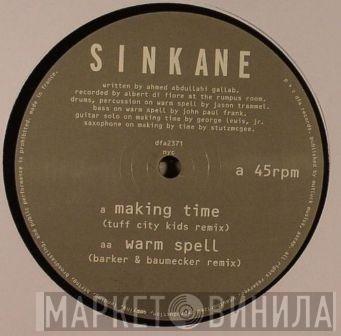 SINKANE
written by ahmed abdullahi gallab.
recorded by albert di fiore at the rumpus room.
drums, percussion on warm spell by jason trammel.
bass on warm spell by john paul frank.
guitar solo on making time by george lewis, jr.
saxophone on making by time by stutzmcgee.
dfa2371
nyc
a 45rpm
a making time
(tuff city kids remix)
aa warm spell
(barker & baumecker remix)
МАРКЕТ ВИНИЛА